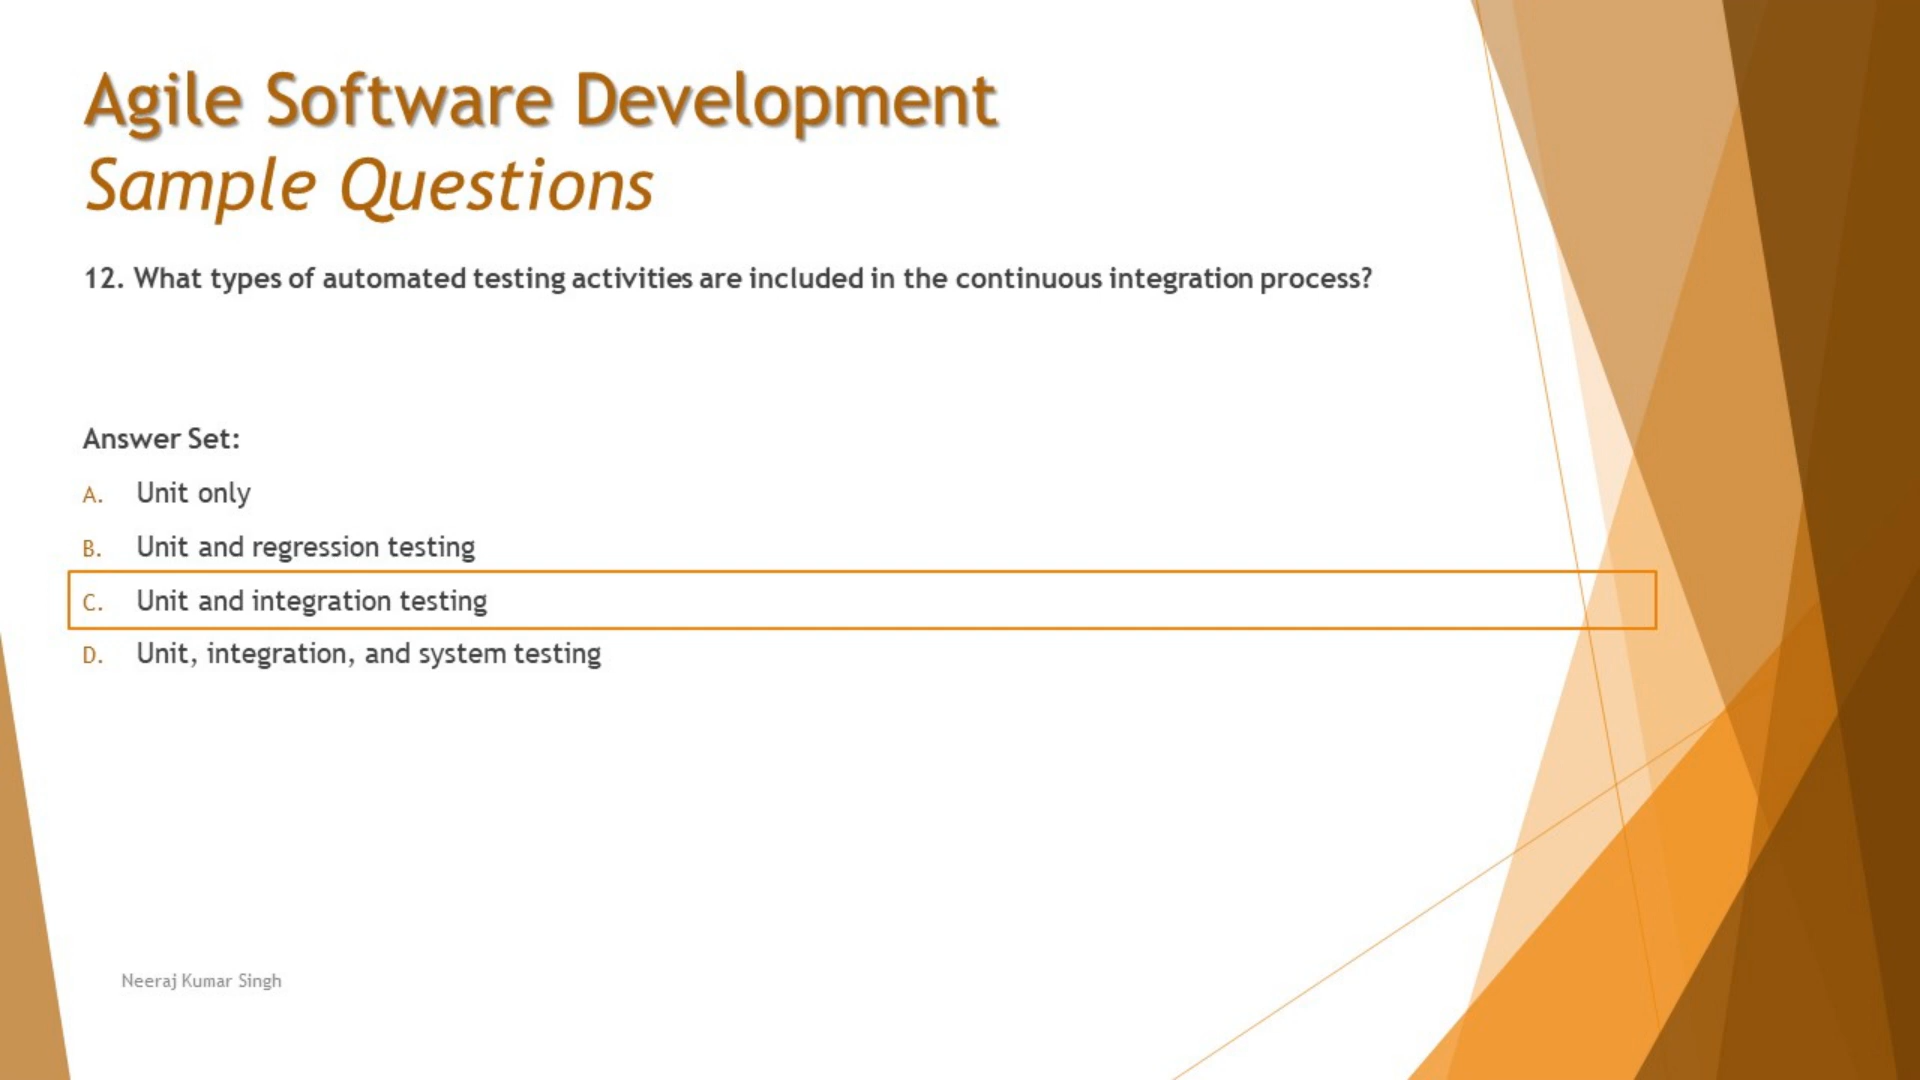 Agile Software Development
Sample Questions
12. What types of automated testing activities are included in the continuous integration process?
Answer Set:
A. Unit only
B. Unit and regression testing
C. Unit and integration testing
D. Unit, integration, and system testing
Neeraj Kumar Singh